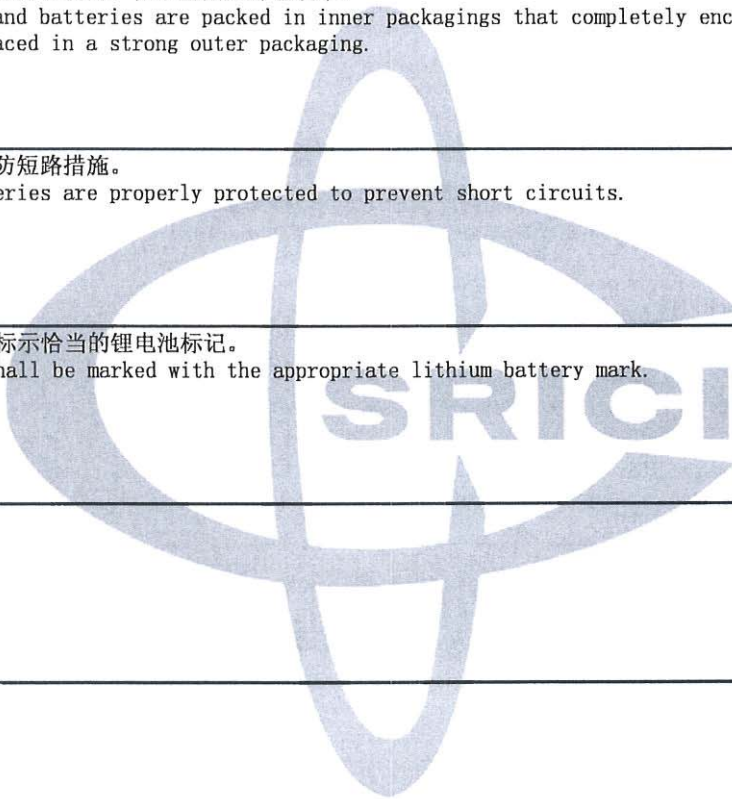 and batteries are packed in inner packagings that completely enc
aced in a strong outer packaging.
防短路措施。
eries are properly protected to prevent short circuits.
标示恰当的锂电池标记。
hall be marked with the appropriate lithium battery mark.
SRICI